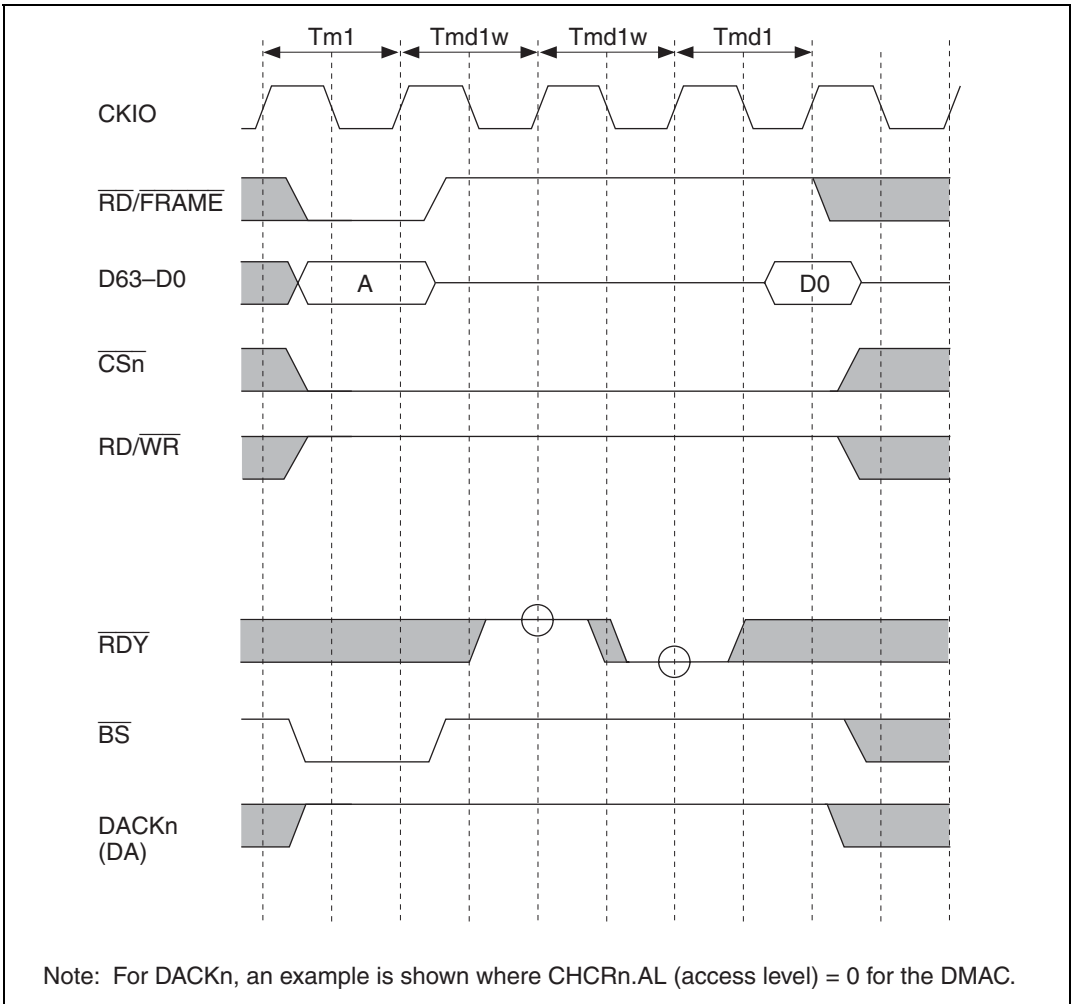 Tm1 Tmd1w Tmd1w Tmd1
CKIO
RD/FRAME
D63–D0 A D0
CSn
RD/WR
RDY
BS
DACKn
(DA)
Note: For DACKn, an example is shown where CHCRn.AL (access level) = 0 for the DMAC.